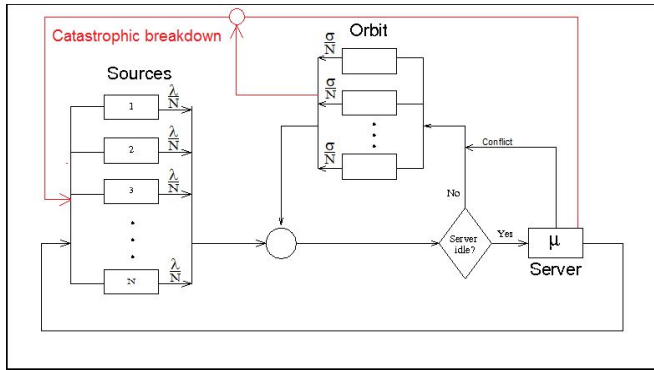 Catastrophic breakdown
Orbit
Sources
σ
N
σ
N
σ
N
1
λ
N
2
λ
N
3
λ
N
N
λ
N
Conflict
No
Server
idle?
Yes
μ
Server